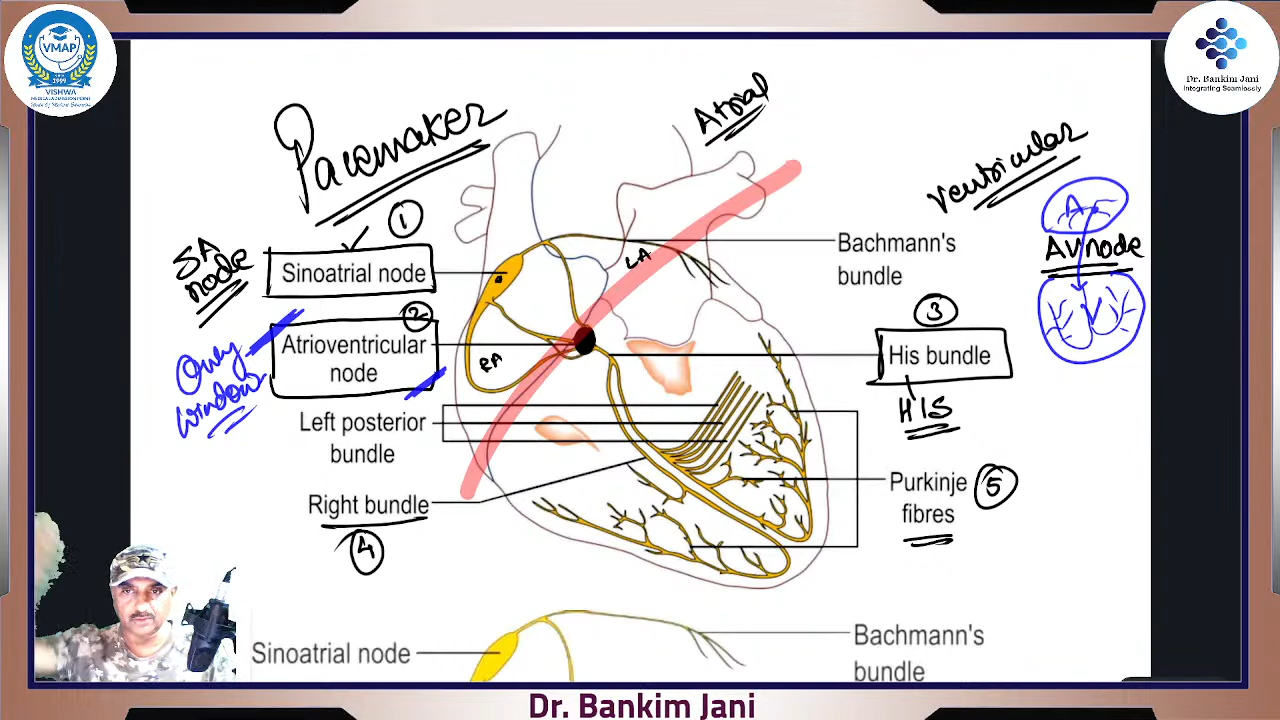 VMAP
1999
VISHWA
Dr. Bankim Jani
Integrating Seamlessly
Pacemaker
Atrial
Ventricular
SA
node
1
Sinoatrial node
2
Atrioventricular
node
Only
window
Left posterior
bundle
Right bundle
4
LA
RA
Bachmann's
bundle
3
His bundle
HIS
Purkinje
fibres
5
A
AV node
V
Sinoatrial node
Bachmann's
bundle
Dr. Bankim Jani